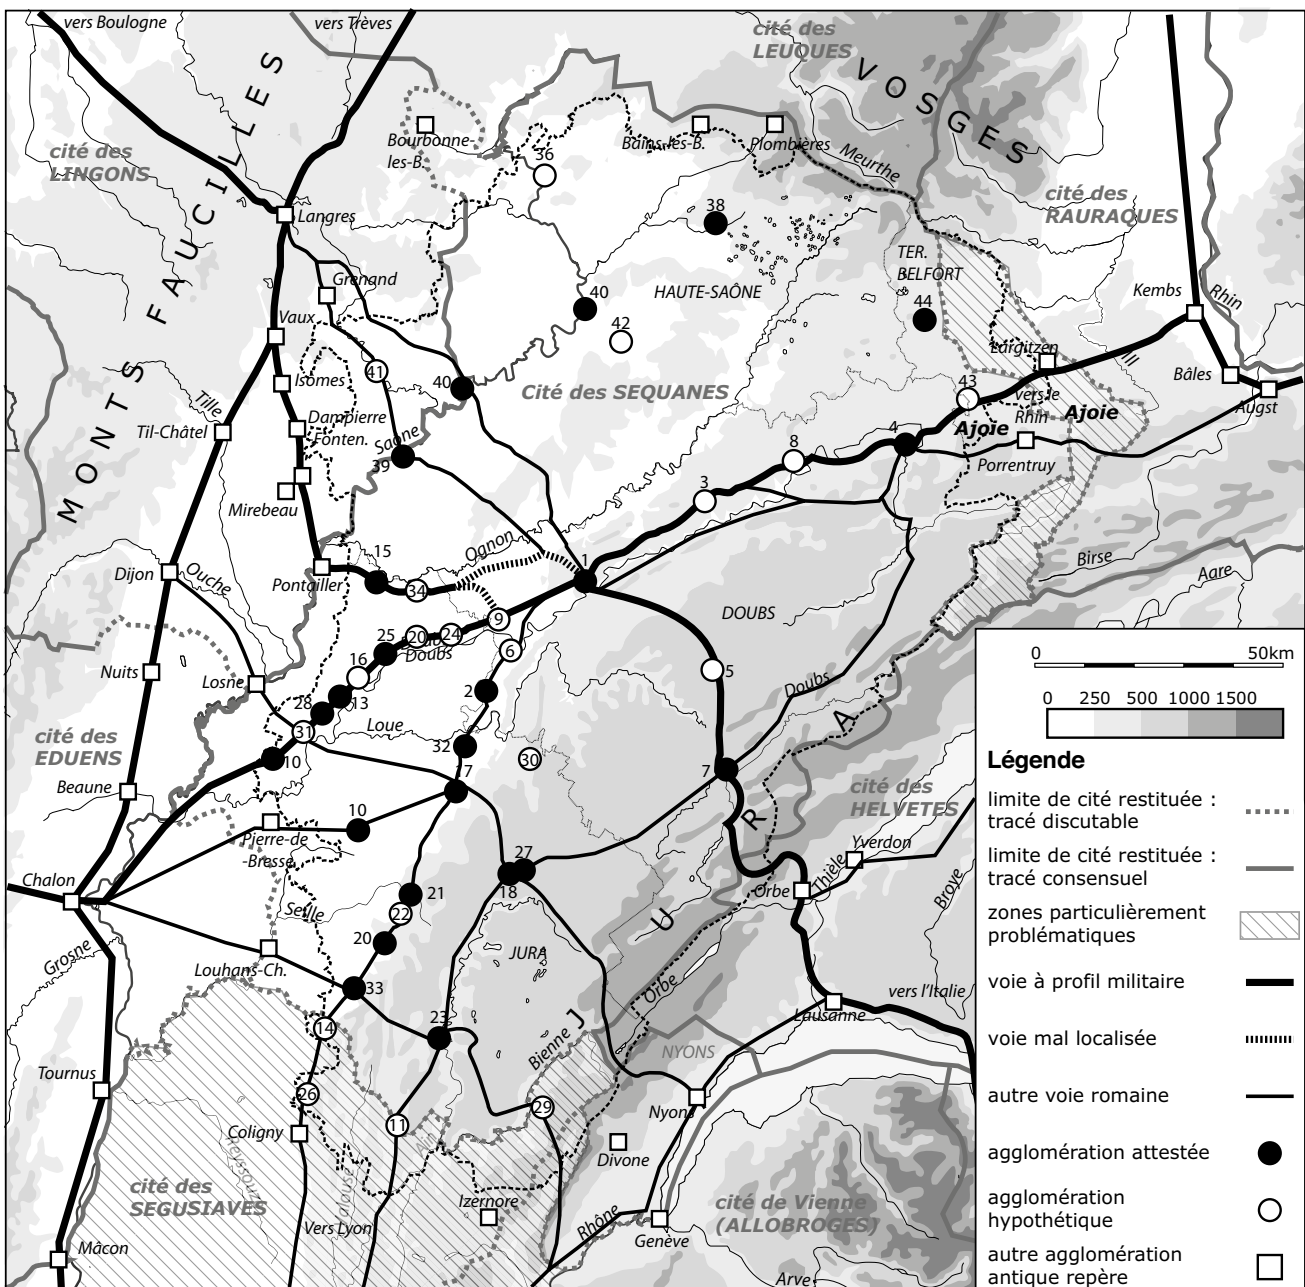 vers Boulogne
vers Trèves
cité des
LEUQUES
VOSGES
MONTS FAUCILLES
cité des
LINGONS
Bourbonne-
les-B.
Bains-les-B.
Plombières
Meurthe
36
38
cité des
RAURAQUES
Langres
Grenand
TER.
BELFORT
HAUTE-SAÔNE
Kembs
Rhin
40
44
42
Vaux
Largitzen
Ill
41
Isômes
Cité des SEQUANES
40
43
vers le
Rhin
Bâles
Augst
Tille
Til-Châtel
Dampierre
Fonten.
Saône
39
Ajoie
Ajoie
4
8
Porrentruy
3
Mirebeau
Ognon
1
15
Pontailler
34
Birse
Aare
Dijon
Ouche
DOUBS
9
25
20
24
Doubs
6
16
5
Nuits
Losne
2
13
28
Loue
Doubs
31
32
30
cité des
EDUENS
10
17
7
JURA
cité des
HELVETES
Beaune
10
Pierre-de
-Bresse
27
18
Yverdon
Thièle
Orbe
Broye
Chalon
21
22
Seille
20
Grosne
JURA
Louhans-Ch.
33
Orbe
vers l'Italie
Lausanne
14
23
Bienne
NYONS
Tournus
26
29
Nyons
11
Coligny
Ain
Divone
cité des
SEGUSIAVES
Izernore
cité de Vienne
(ALLOBROGES)
Vers Lyon
Rhône
Genève
Mâcon
Arve
0 50km
0 250 500 1000 1500
Légende
limite de cité restituée :
tracé discutable
limite de cité restituée :
tracé consensuel
zones particulièrement
problématiques
voie à profil militaire
voie mal localisée
autre voie romaine
agglomération attestée
agglomération
hypothétique
autre agglomération
antique repère